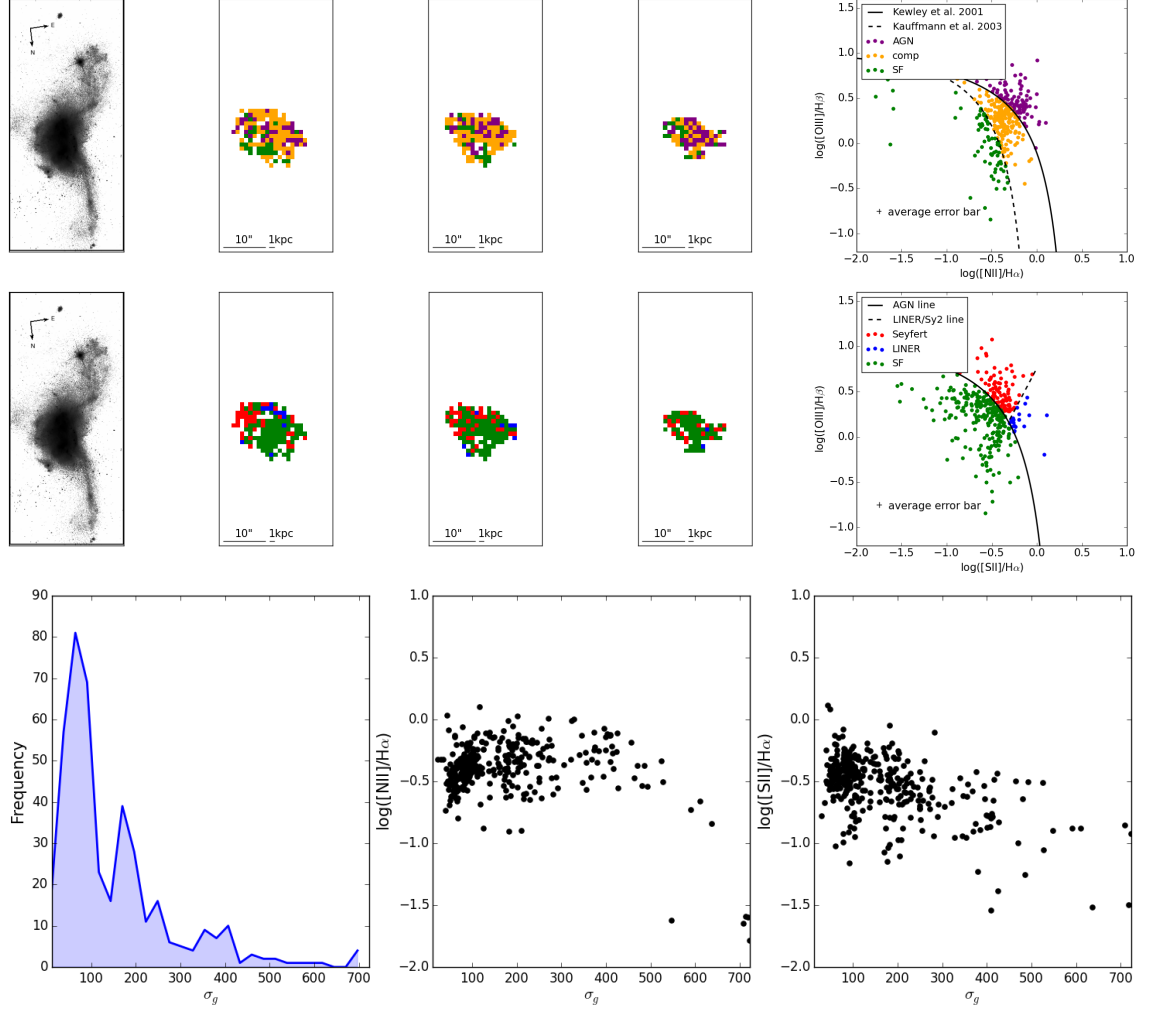 E
N
10" 1kpc
10" 1kpc
10" 1kpc
1.5
1.0
0.5
0.0
−0.5
−1.0
log([OIII]/Hβ)
Kewley et al. 2001
Kauffmann et al. 2003
AGN
comp
SF
+ average error bar
−2.0 −1.5 −1.0 −0.5 0.0 0.5 1.0
log([NII]/Hα)
E
N
10" 1kpc
10" 1kpc
10" 1kpc
1.5
1.0
0.5
0.0
−0.5
−1.0
log([OIII]/Hβ)
AGN line
LINER/Sy2 line
Seyfert
LINER
SF
+ average error bar
−2.0 −1.5 −1.0 −0.5 0.0 0.5 1.0
log([SII]/Hα)
90
80
70
60
50
40
30
20
10
0
Frequency
100 200 300 400 500 600 700
σg
1.0
0.5
0.0
−0.5
−1.0
−1.5
−2.0
log([NII]/Hα)
100 200 300 400 500 600 700
σg
1.0
0.5
0.0
−0.5
−1.0
−1.5
−2.0
log([SII]/Hα)
100 200 300 400 500 600 700
σg